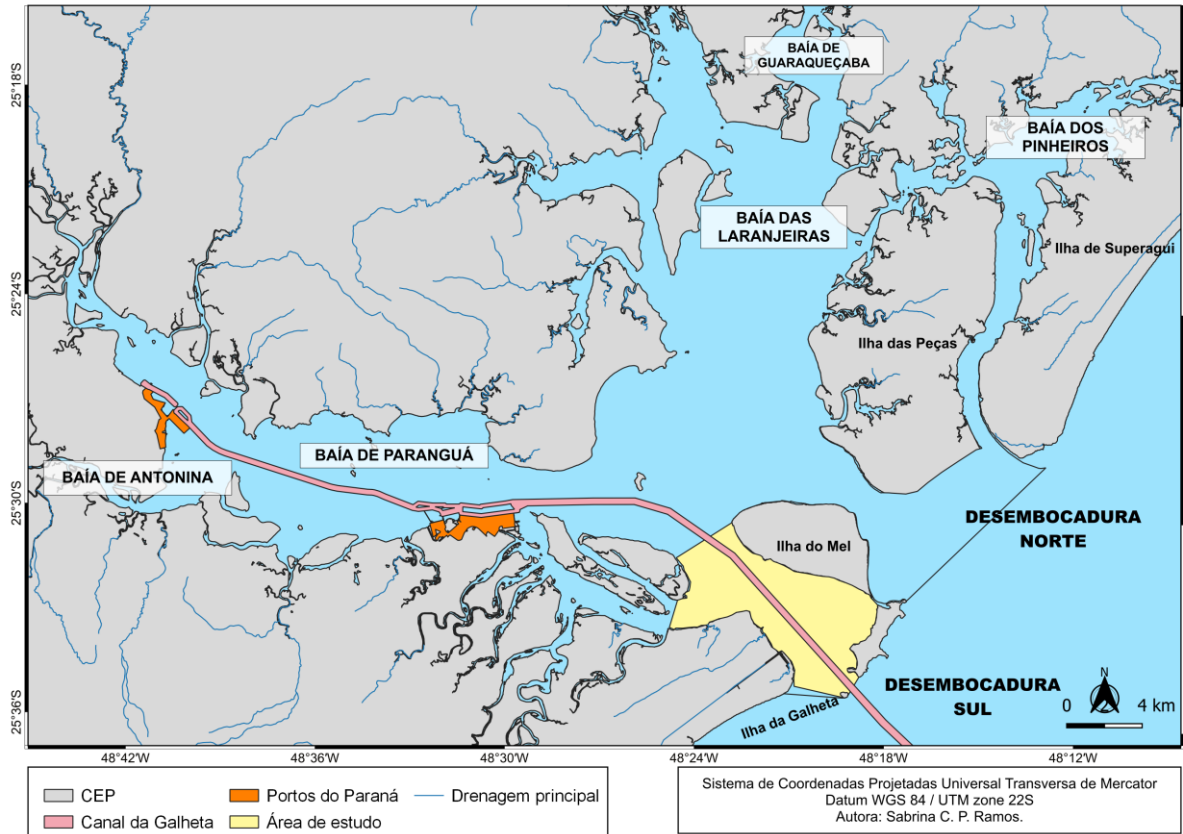 BAÍA DE
GUARAQUEÇABA
BAÍA DOS
PINHEIROS
BAÍA DAS
LARANJEIRAS
Ilha de Superagui
Ilha das Peças
BAÍA DE PARANGUÁ
BAÍA DE ANTONINA
DESEMBOCADURA
NORTE
Ilha do Mel
DESEMBOCADURA
SUL
Ilha da Galheta
N
0 2 4 km
25°18'S
25°24'S
25°30'S
25°36'S
48°42'W 48°36'W 48°30'W 48°24'W 48°18'W 48°12'W
CEP Portos do Paraná Drenagem principal
Canal da Galheta Área de estudo
Sistema de Coordenadas Projetadas Universal Transversa de Mercator
Datum WGS 84 / UTM zone 22S
Autora: Sabrina C. P. Ramos.